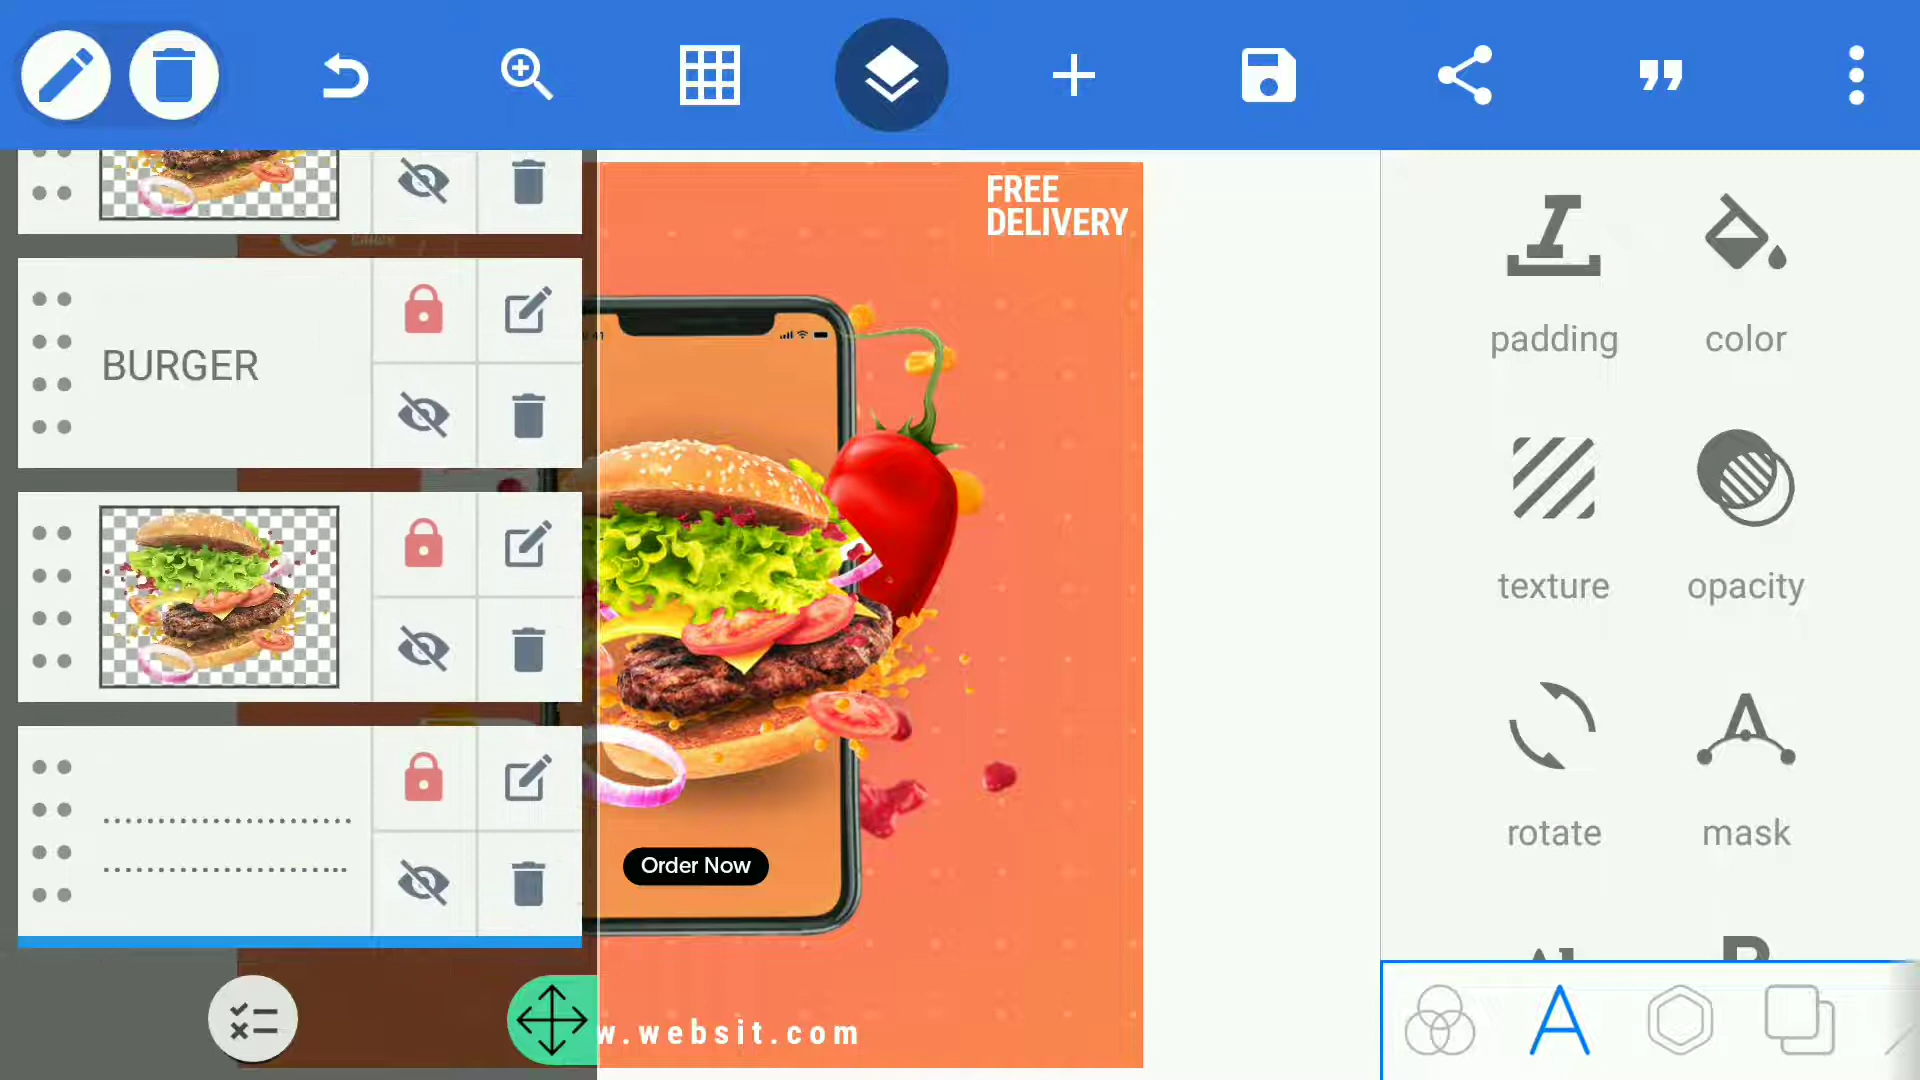 FREE
DELIVERY
BURGER
padding
color
texture
opacity
rotate
mask
Order Now
w.websit.com